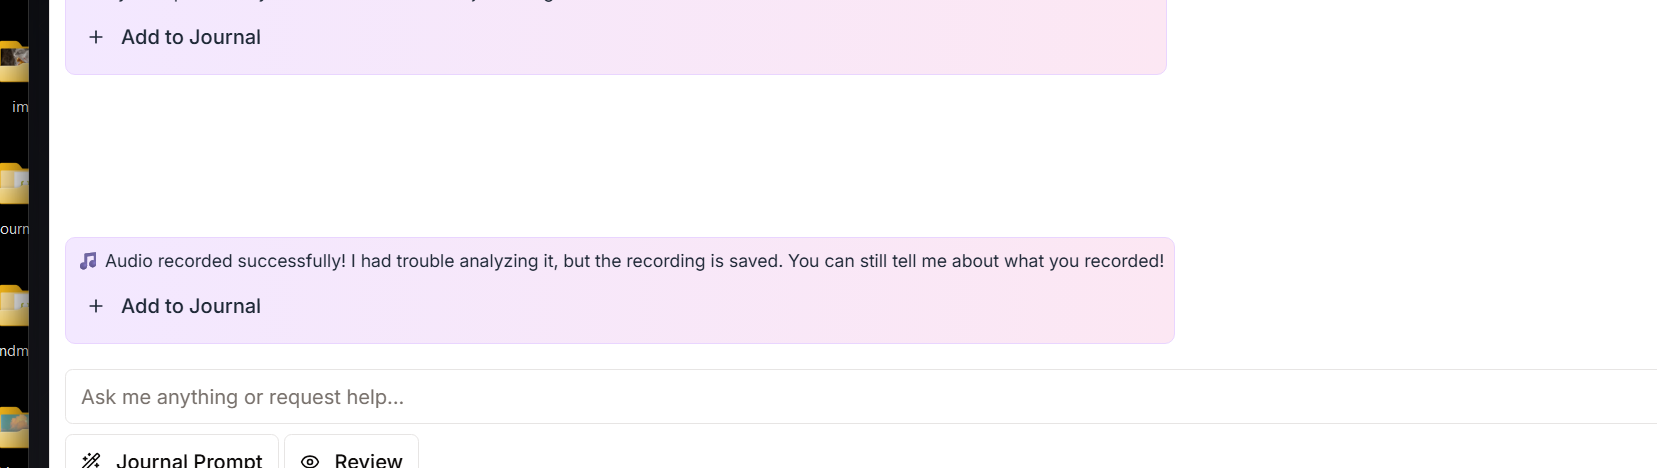 Add to Journal
im
ourn
🎵 Audio recorded successfully! I had trouble analyzing it, but the recording is saved. You can still tell me about what you recorded!
Add to Journal
ndm
Ask me anything or request help...
Journal Prompt
Review